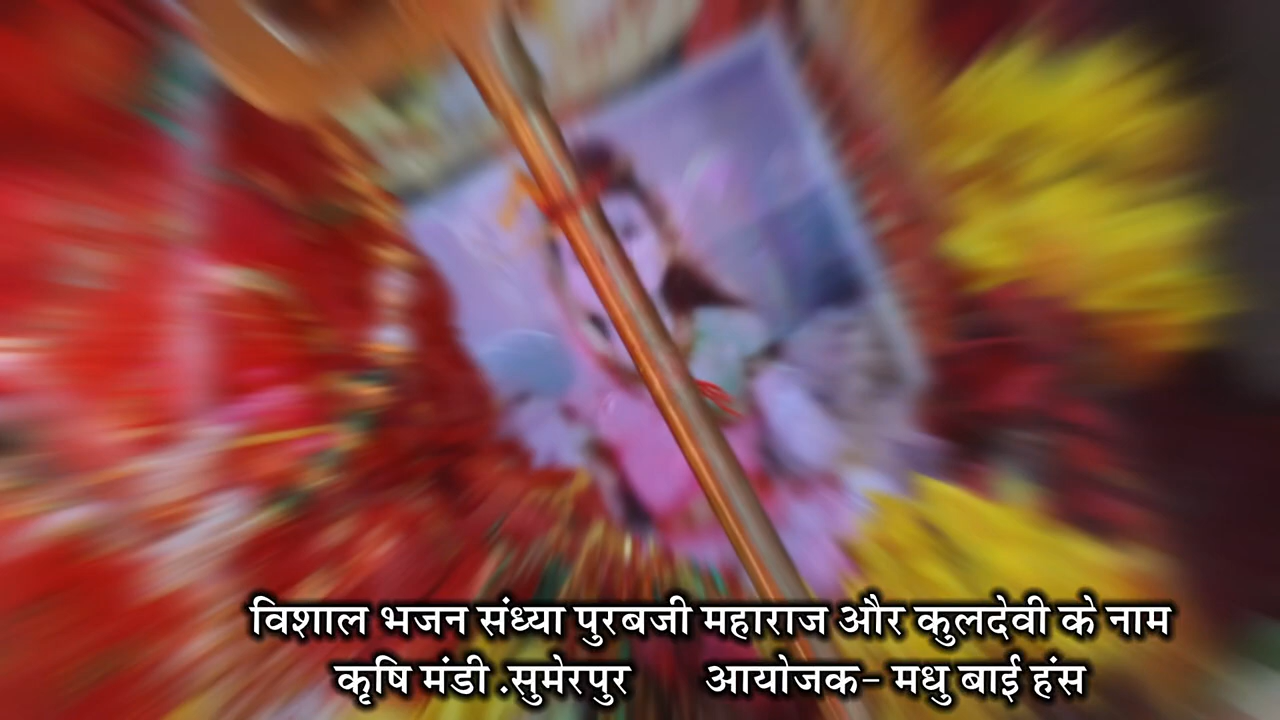 विशाल भजन संध्या पुरबजी महाराज और कुलदेवी के नाम
कृषि मंडी .सुमेरपुर आयोजक- मधु बाई हंस